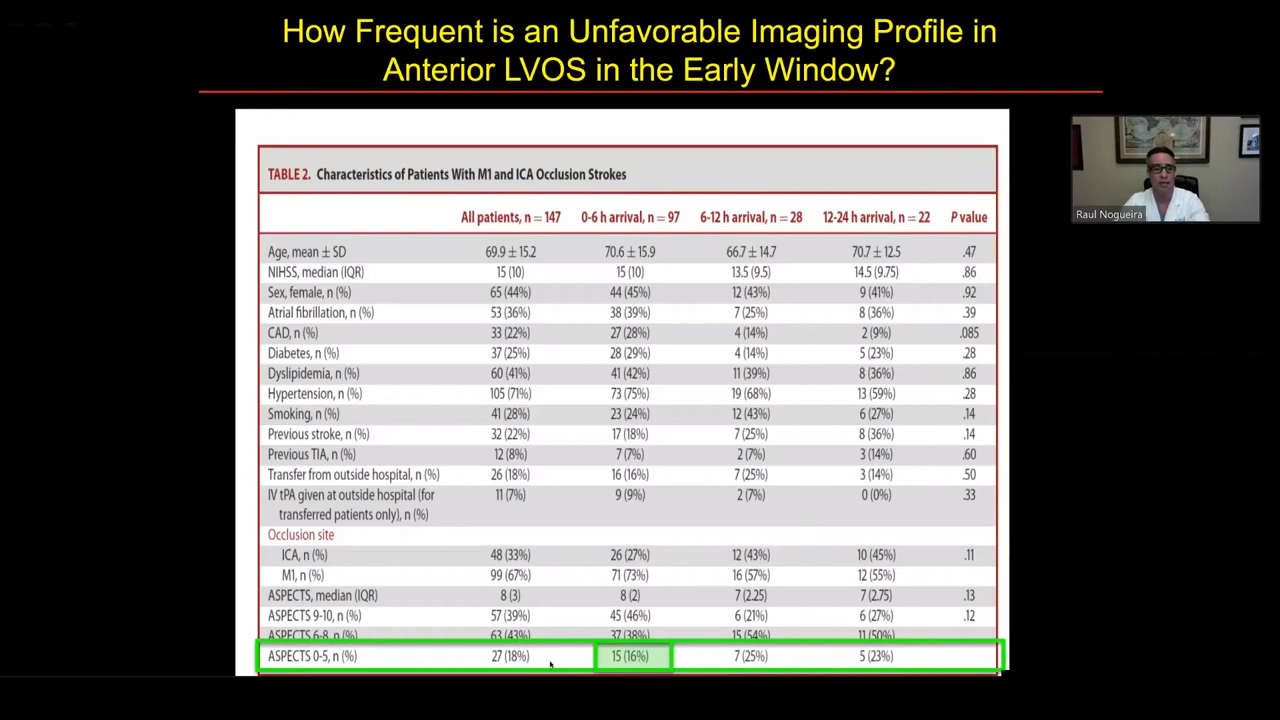 How Frequent is an Unfavorable Imaging Profile in
Anterior LVOS in the Early Window?
Raul Nogueira
TABLE 2. Characteristics of Patients With M1 and ICA Occlusion Strokes
All patients, n = 147 0-6 h arrival, n = 97 6-12 h arrival, n = 28 12-24 h arrival, n = 22 P value
Age, mean ± SD 69.9 ± 15.2 70.6 ± 15.9 66.7 ± 14.7 70.7 ± 12.5 .47
NIHSS, median (IQR) 15 (10) 15 (10) 13.5 (9.5) 14.5 (9.75) .86
Sex, female, n (%) 65 (44%) 44 (45%) 12 (43%) 9 (41%) .92
Atrial fibrillation, n (%) 53 (36%) 38 (39%) 7 (25%) 8 (36%) .39
CAD, n (%) 33 (22%) 27 (28%) 4 (14%) 2 (9%) .085
Diabetes, n (%) 37 (25%) 28 (29%) 4 (14%) 5 (23%) .28
Dyslipidemia, n (%) 60 (41%) 41 (42%) 11 (39%) 8 (36%) .86
Hypertension, n (%) 105 (71%) 73 (75%) 19 (68%) 13 (59%) .28
Smoking, n (%) 41 (28%) 23 (24%) 12 (43%) 6 (27%) .14
Previous stroke, n (%) 32 (22%) 17 (18%) 7 (25%) 8 (36%) .14
Previous TIA, n (%) 12 (8%) 7 (7%) 2 (7%) 3 (14%) .60
Transfer from outside hospital, n (%) 26 (18%) 16 (16%) 7 (25%) 3 (14%) .50
IV tPA given at outside hospital (for 11 (7%) 9 (9%) 2 (7%) 0 (0%) .33
transferred patients only), n (%)
Occlusion site
ICA, n (%) 48 (33%) 26 (27%) 12 (43%) 10 (45%) .11
M1, n (%) 99 (67%) 71 (73%) 16 (57%) 12 (55%)
ASPECTS, median (IQR) 8 (3) 8 (2) 7 (2.25) 7 (2.75) .13
ASPECTS 9-10, n (%) 57 (39%) 45 (46%) 6 (21%) 6 (27%) .12
ASPECTS 6-8, n (%) 63 (43%) 37 (38%) 15 (54%) 11 (50%)
ASPECTS 0-5, n (%) 27 (18%) 15 (16%) 7 (25%) 5 (23%)